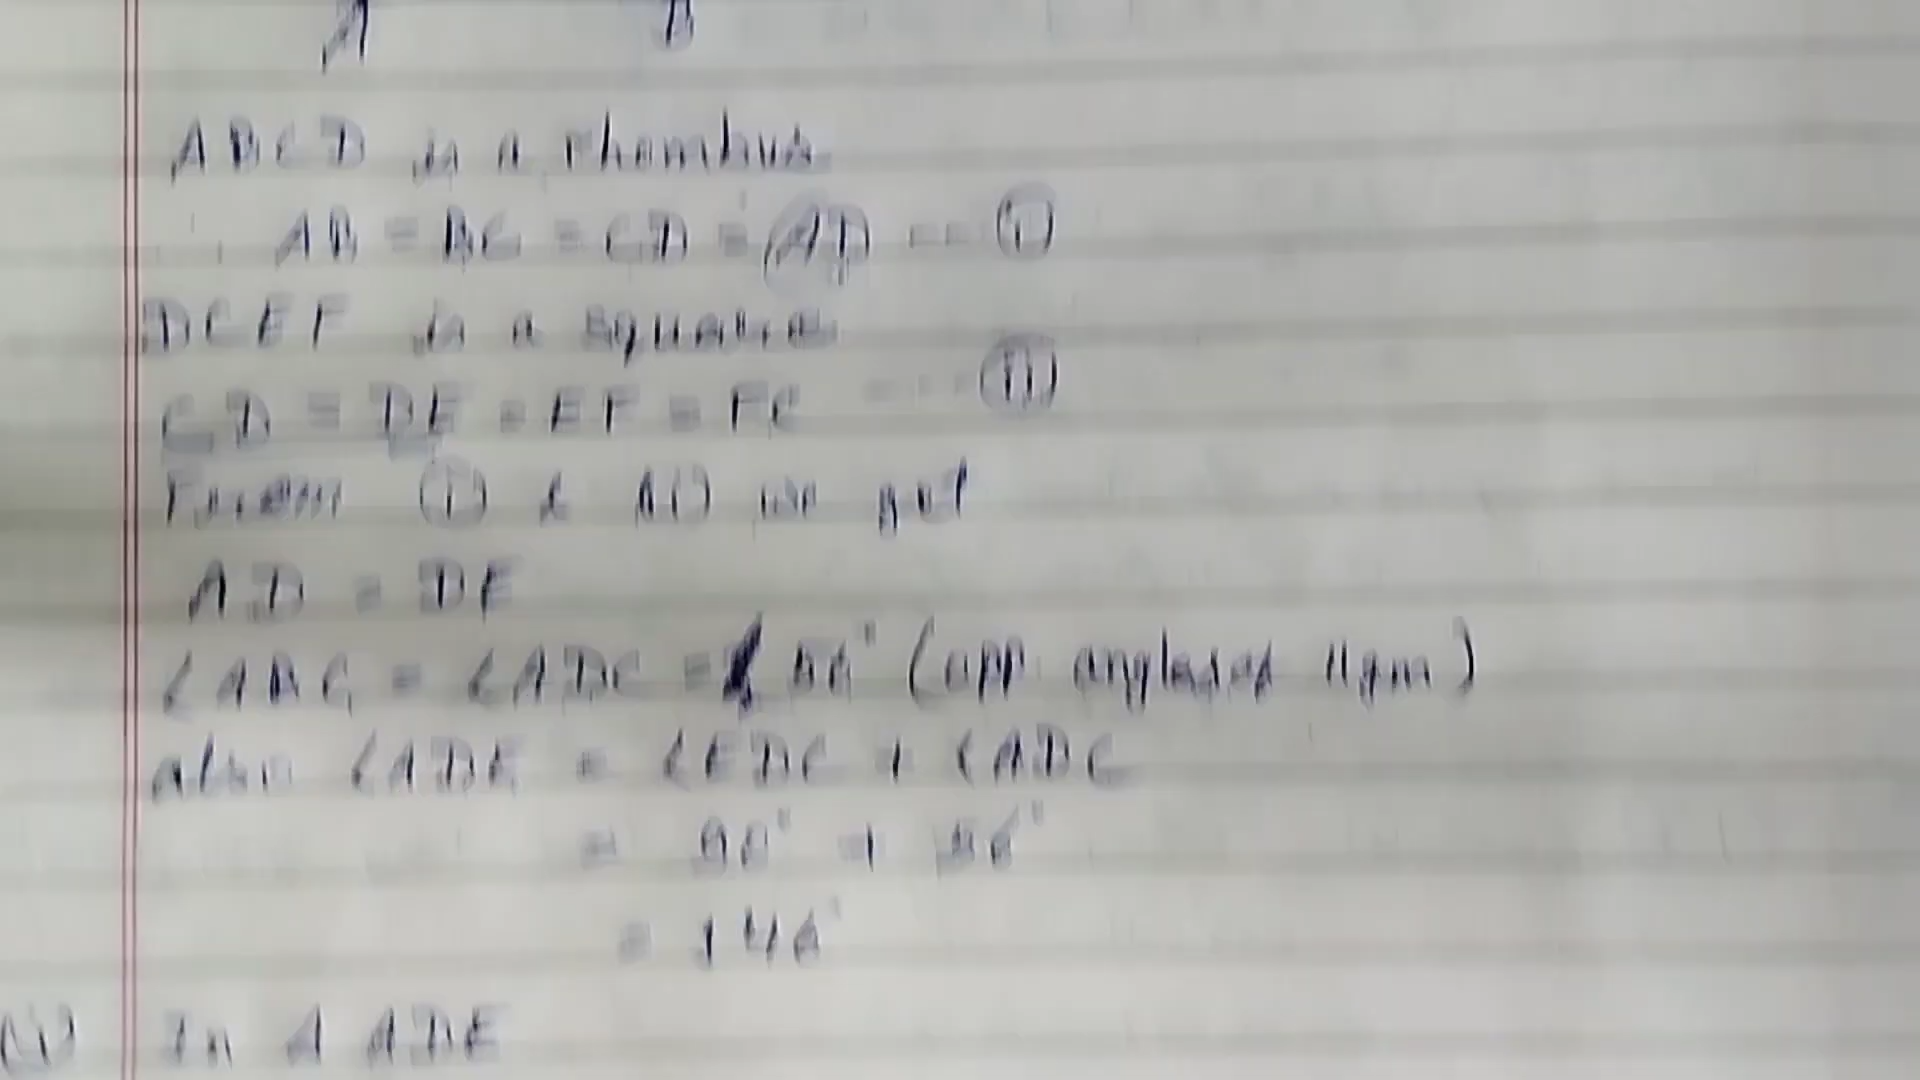 A B
ABCD is a rhombus
AB = BC = CD = AD --- (i)
DCEF is a square
CD = DE = EF = FC --- (ii)
From (i) & (ii) we get
AD = DE
∠ABC = ∠ADC = 56° (opp. angles of ||gm)
also ∠ADE = ∠EDC + ∠ADC
= 90° + 56°
= 146°
In Δ ADE